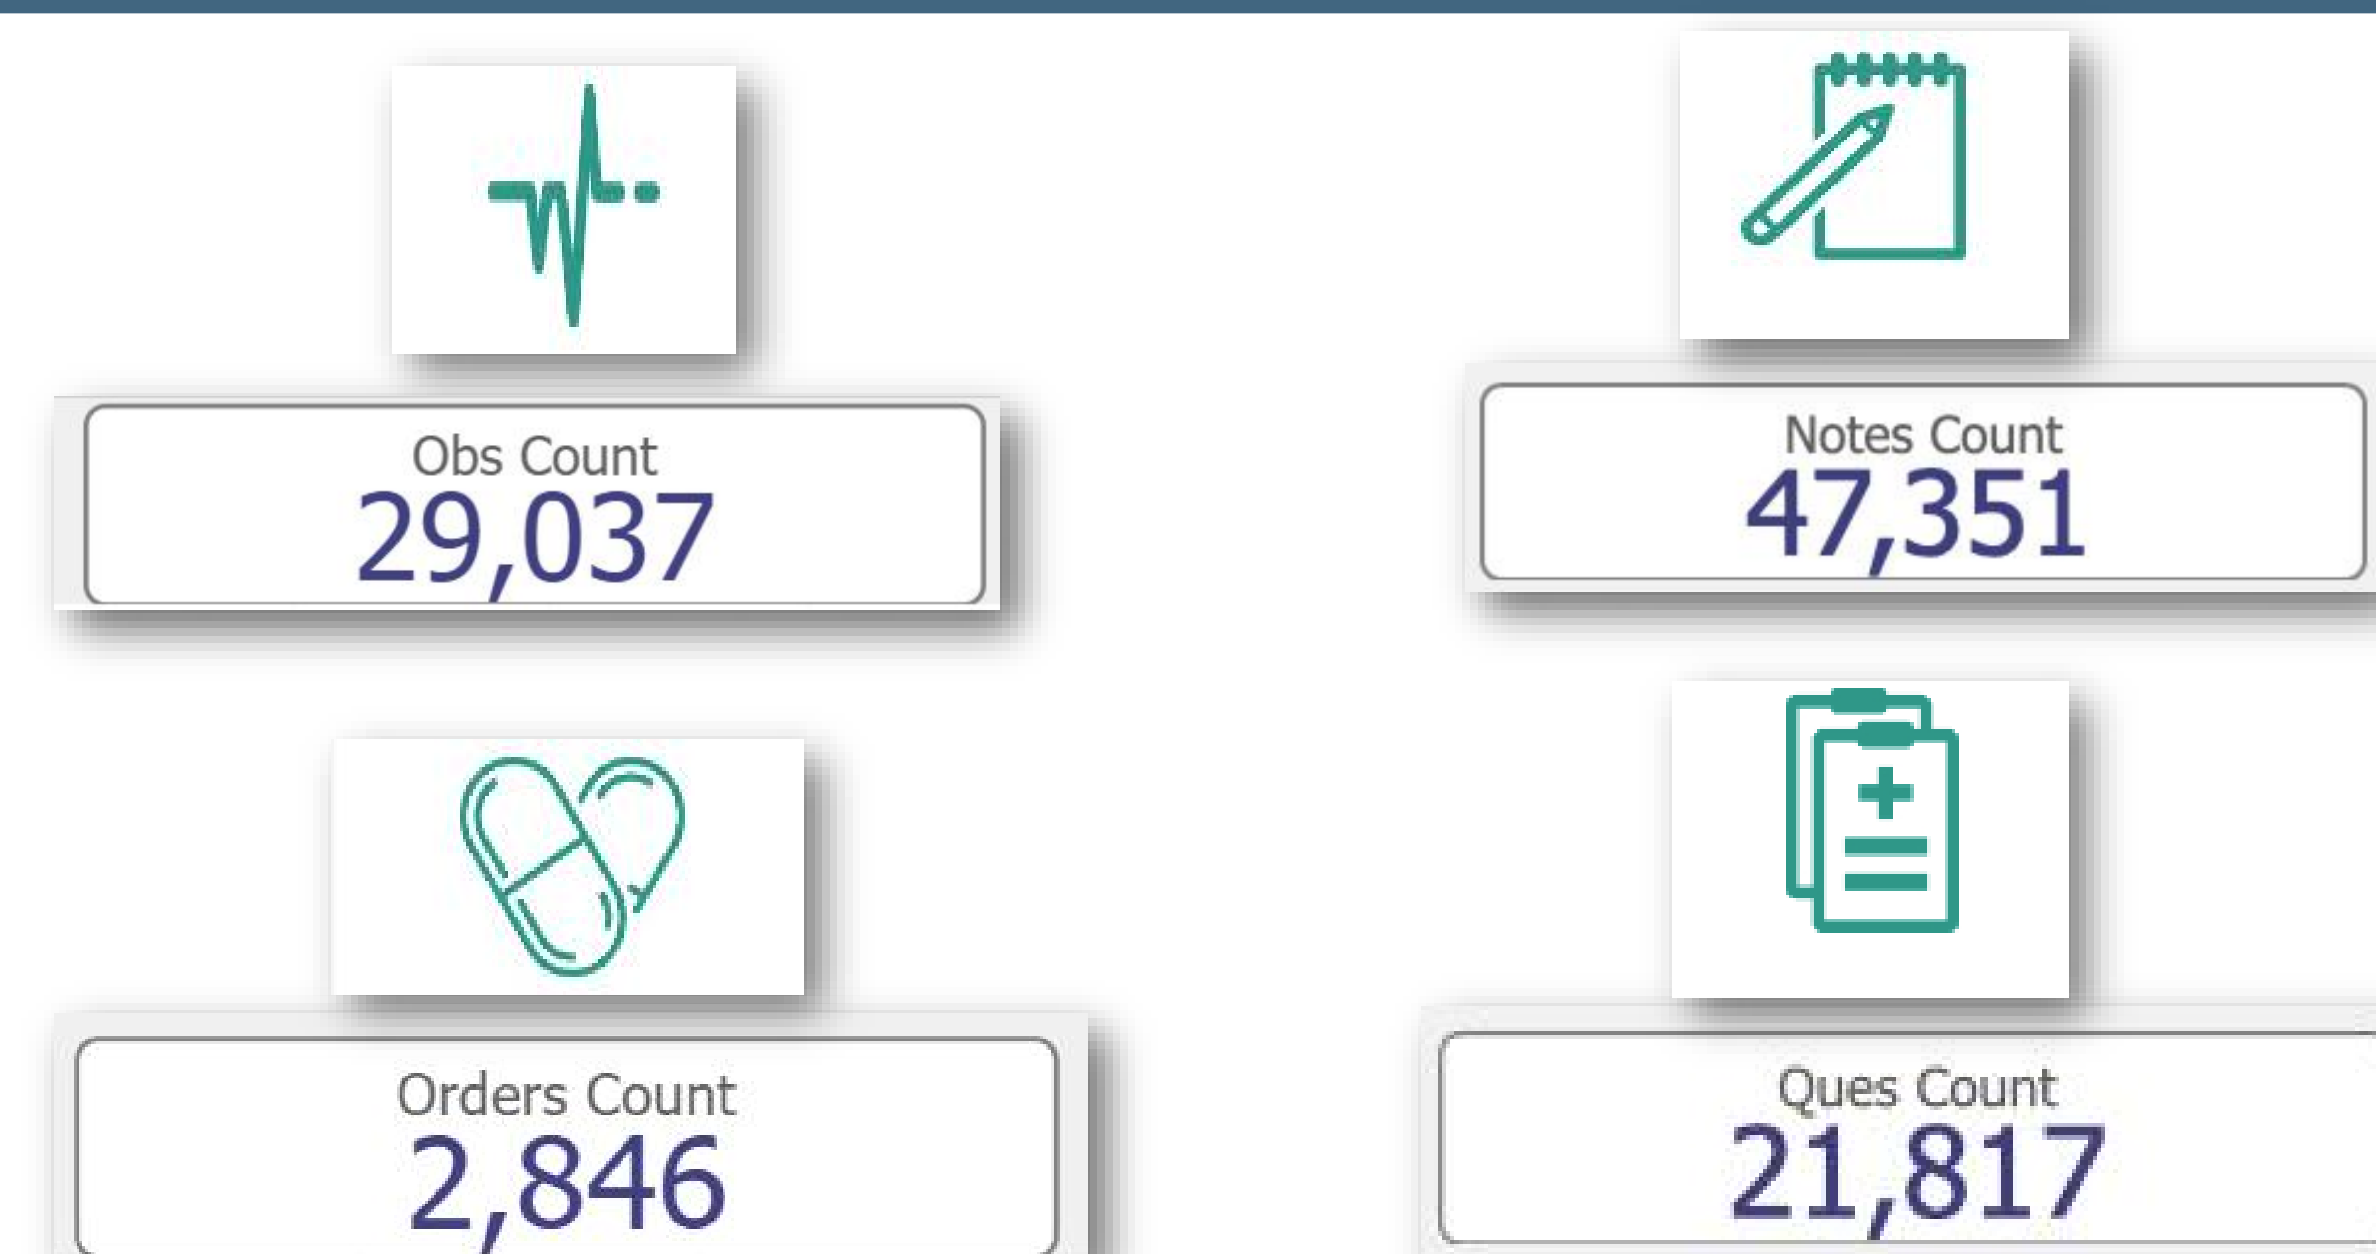 Obs Count
29,037
Notes Count
47,351
Orders Count
2,846
Ques Count
21,817